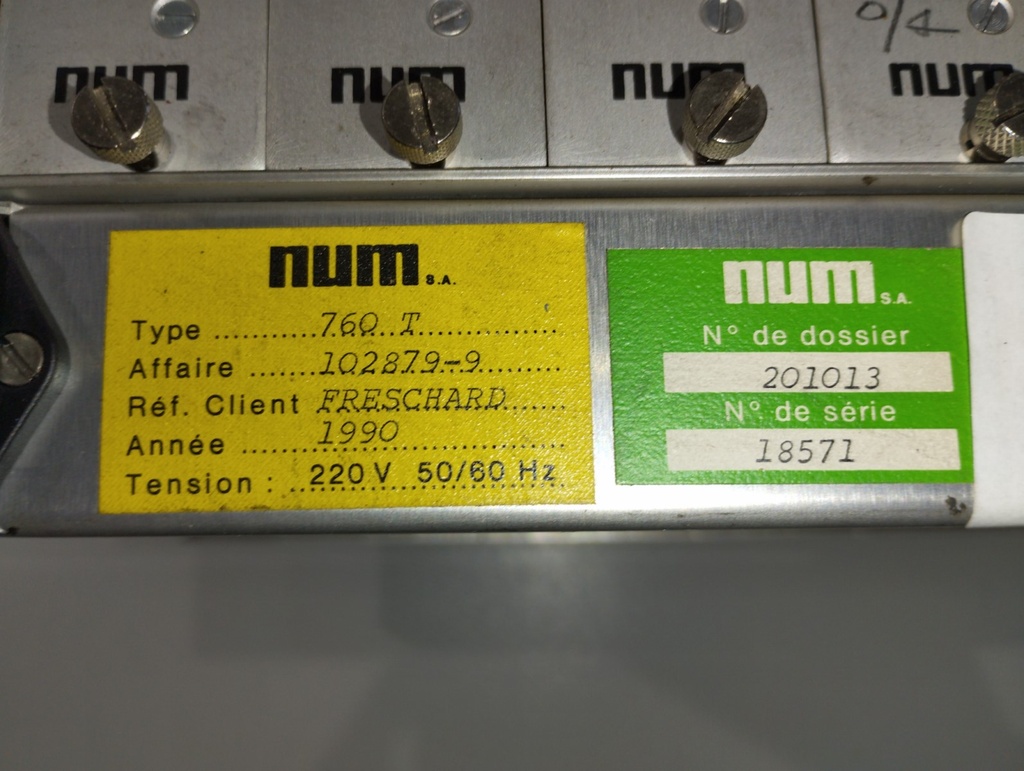 num
num
num
num
O/4
num S.A.
Type ............760 T..................
Affaire .........102879-9...........
Réf. Client FRESCHARD........
Année .........1990..................
Tension : ...220 V 50/60 Hz
num S.A.
N° de dossier
201013
N° de série
18571